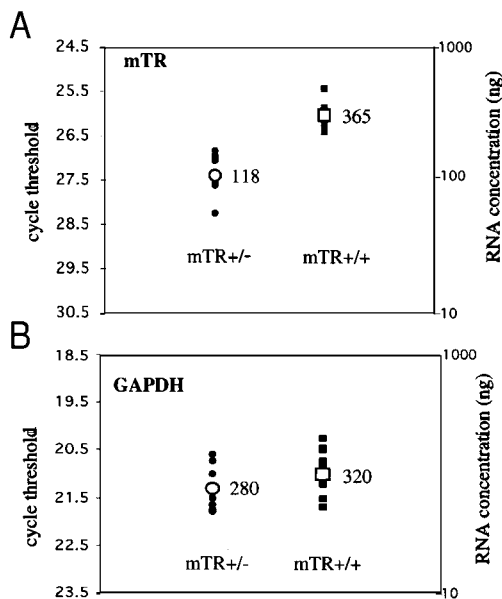 A
mTR
24.5
25.5
26.5
27.5
28.5
29.5
30.5
cycle threshold
118
365
mTR+/-
mTR+/+
1000
100
10
RNA concentration (ng)
B
GAPDH
18.5
19.5
20.5
21.5
22.5
23.5
cycle threshold
280
320
mTR+/-
mTR+/+
1000
10
RNA concentration (ng)